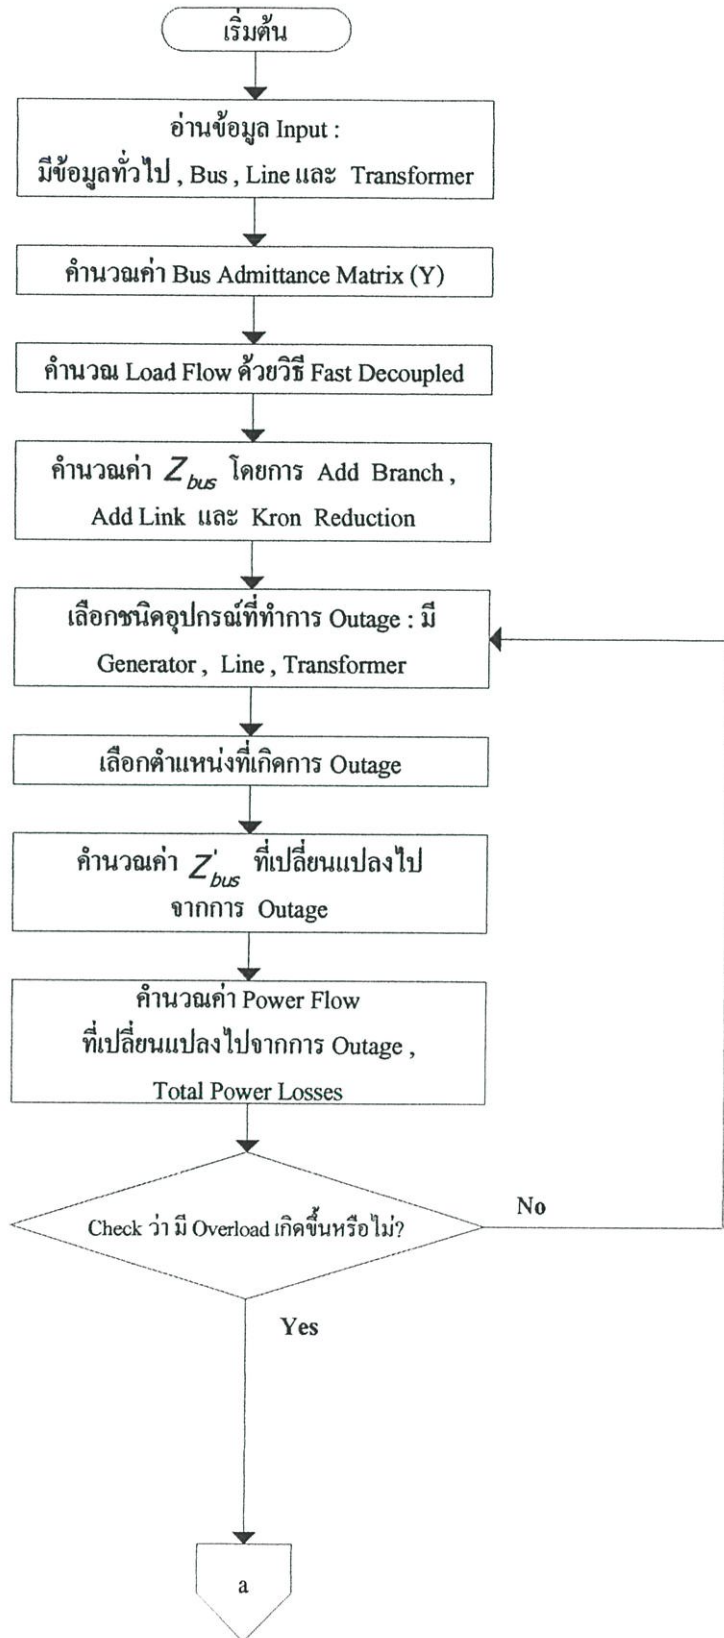 เริ่มต้น
อ่านข้อมูล Input :
มีข้อมูลทั่วไป , Bus , Line และ Transformer
คำนวณค่า Bus Admittance Matrix (Y)
คำนวณ Load Flow ด้วยวิธี Fast Decoupled
คำนวณค่า Z_bus โดยการ Add Branch ,
Add Link และ Kron Reduction
เลือกชนิดอุปกรณ์ที่ทำการ Outage : มี
Generator , Line , Transformer
เลือกตำแหน่งที่เกิดการ Outage
คำนวณค่า Z'_bus ที่เปลี่ยนแปลงไป
จากการ Outage
คำนวณค่า Power Flow
ที่เปลี่ยนแปลงไปจากการ Outage ,
Total Power Losses
Check ว่า มี Overload เกิดขึ้นหรือไม่?
No
Yes
a